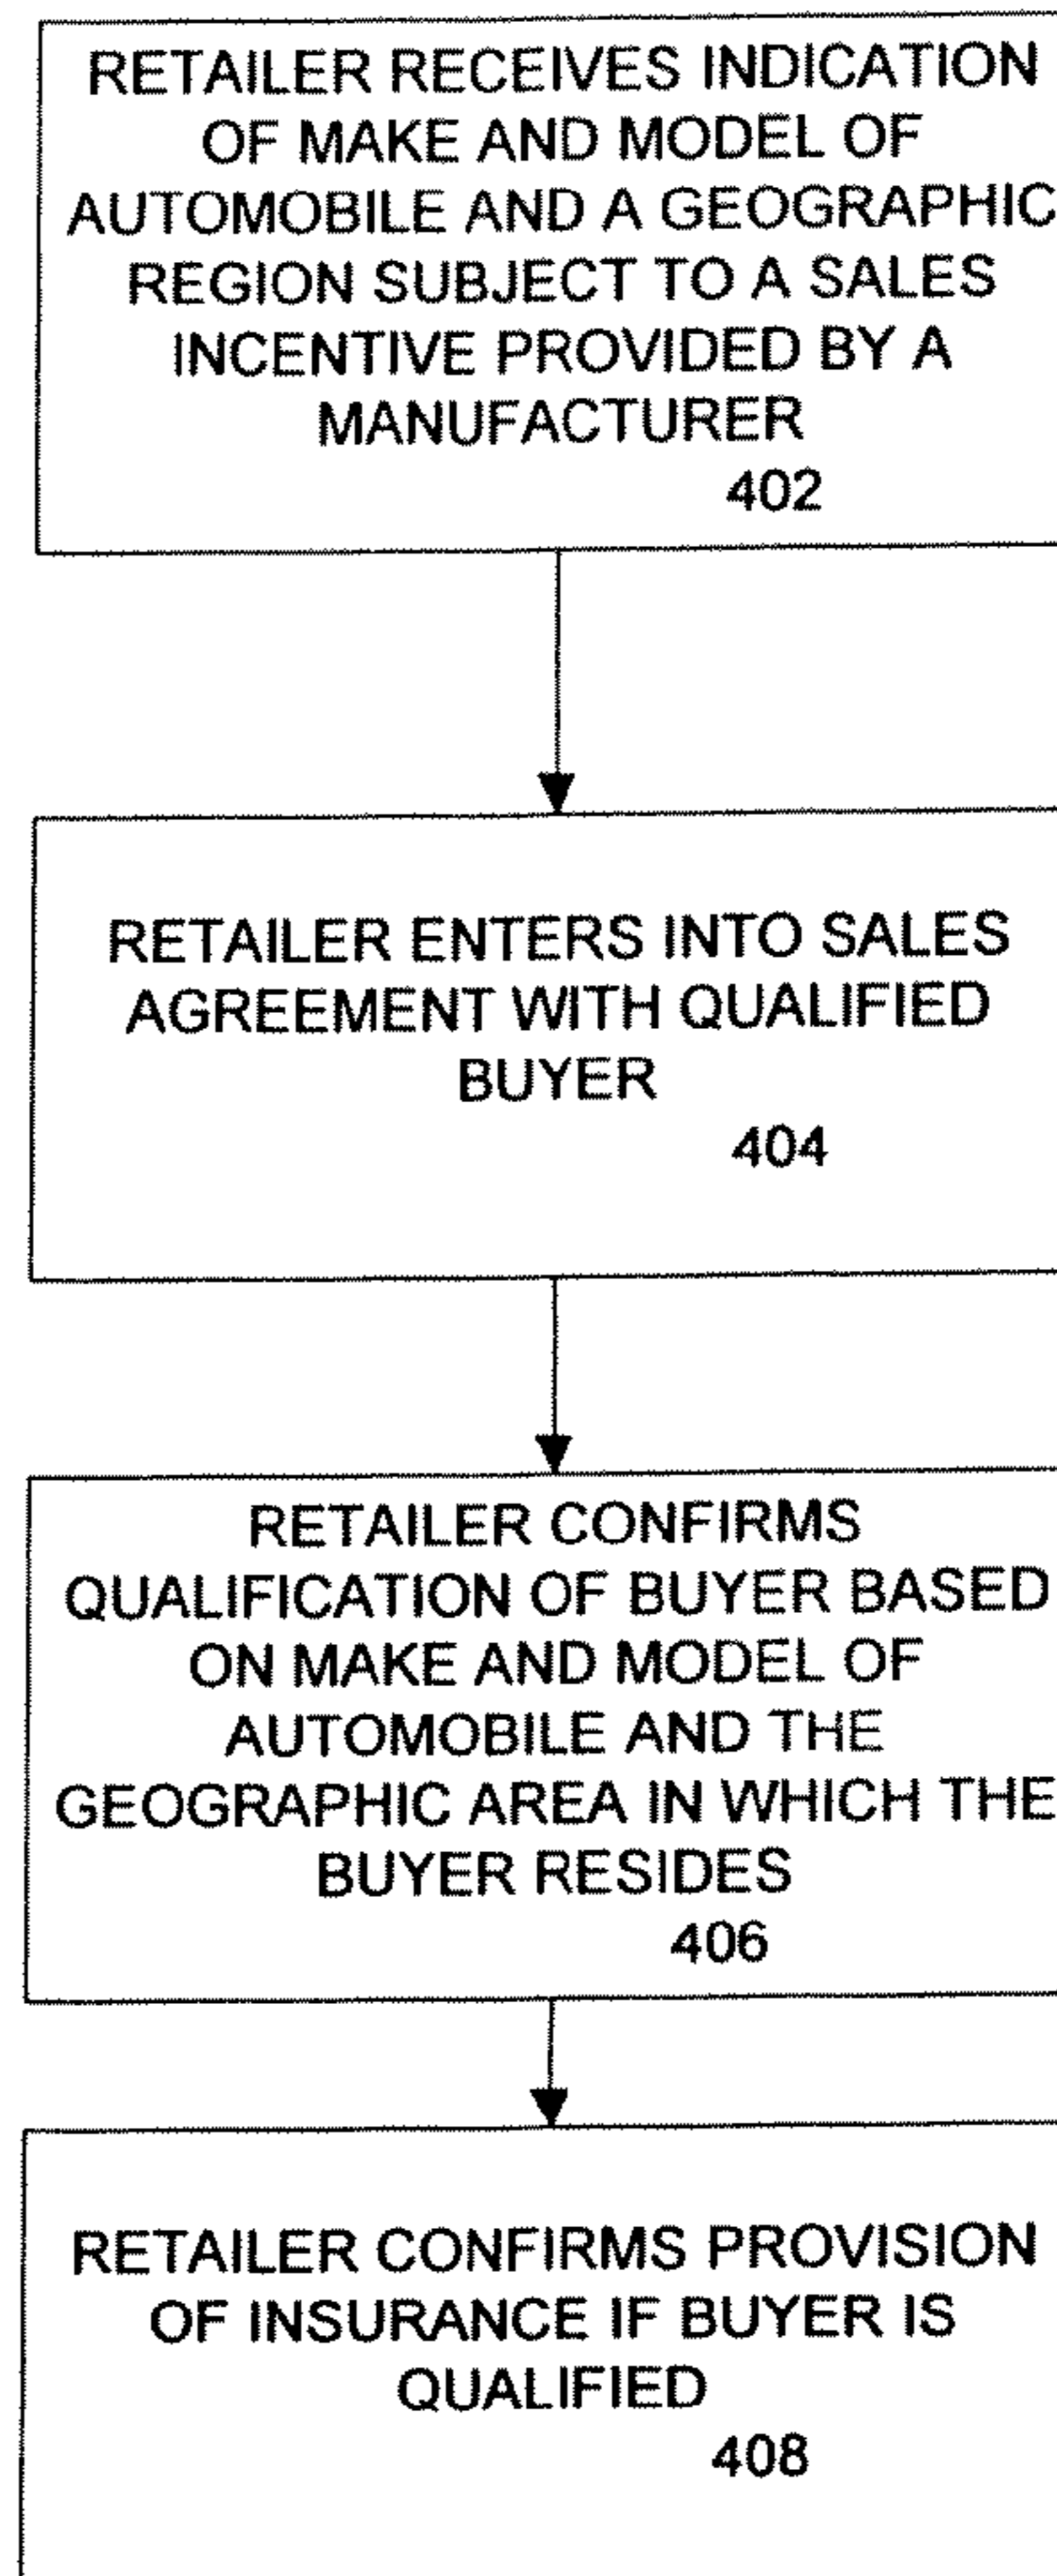 RETAILER RECEIVES INDICATION
OF MAKE AND MODEL OF
AUTOMOBILE AND A GEOGRAPHIC
REGION SUBJECT TO A SALES
INCENTIVE PROVIDED BY A
MANUFACTURER
402
RETAILER ENTERS INTO SALES
AGREEMENT WITH QUALIFIED
BUYER
404
RETAILER CONFIRMS
QUALIFICATION OF BUYER BASED
ON MAKE AND MODEL OF
AUTOMOBILE AND THE
GEOGRAPHIC AREA IN WHICH THE
BUYER RESIDES
406
RETAILER CONFIRMS PROVISION
OF INSURANCE IF BUYER IS
QUALIFIED
408